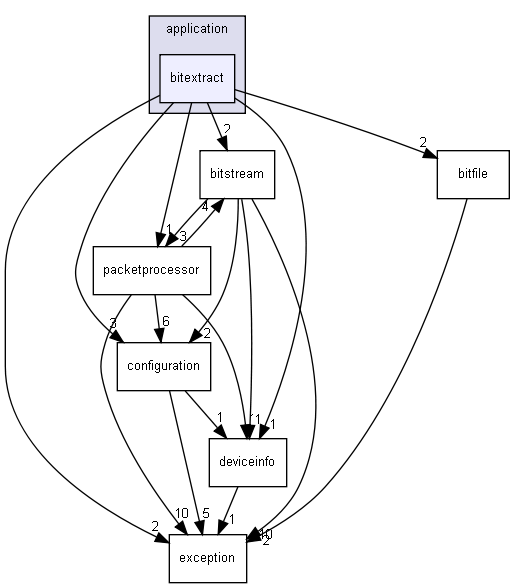 application
bitextract
2
2
bitstream
bitfile
4
1
3
packetprocessor
3
6
2
configuration
1
1
1
deviceinfo
10
5
1
2
2
exception